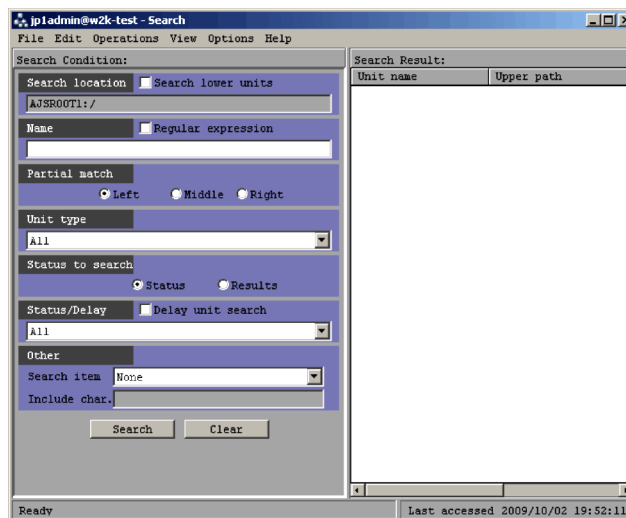 jp1admin@w2k-test - Search
File Edit Operations View Options Help
Search Condition:
Search location Search lower units
AJSROOT1:/
Name Regular expression
Partial match
Left Middle Right
Unit type
All
Status to search
Status Results
Status/Delay Delay unit search
All
Other
Search item None
Include char.
Search Clear
Search Result:
Unit name Upper path
Ready Last accessed 2009/10/02 19:52:11